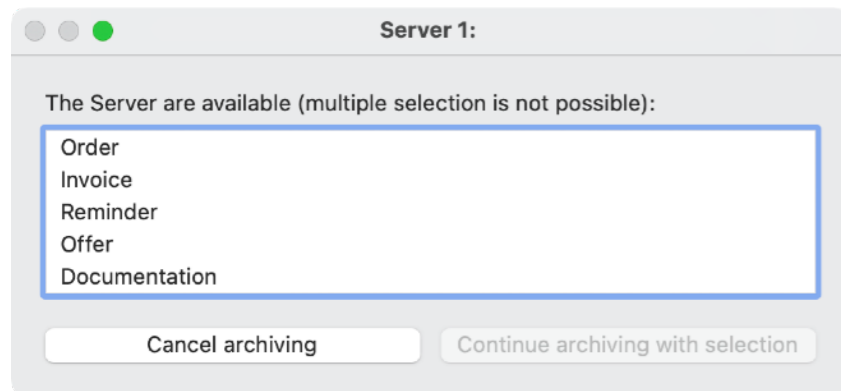 Server 1:
The Server are available (multiple selection is not possible):
Order
Invoice
Reminder
Offer
Documentation
Cancel archiving
Continue archiving with selection